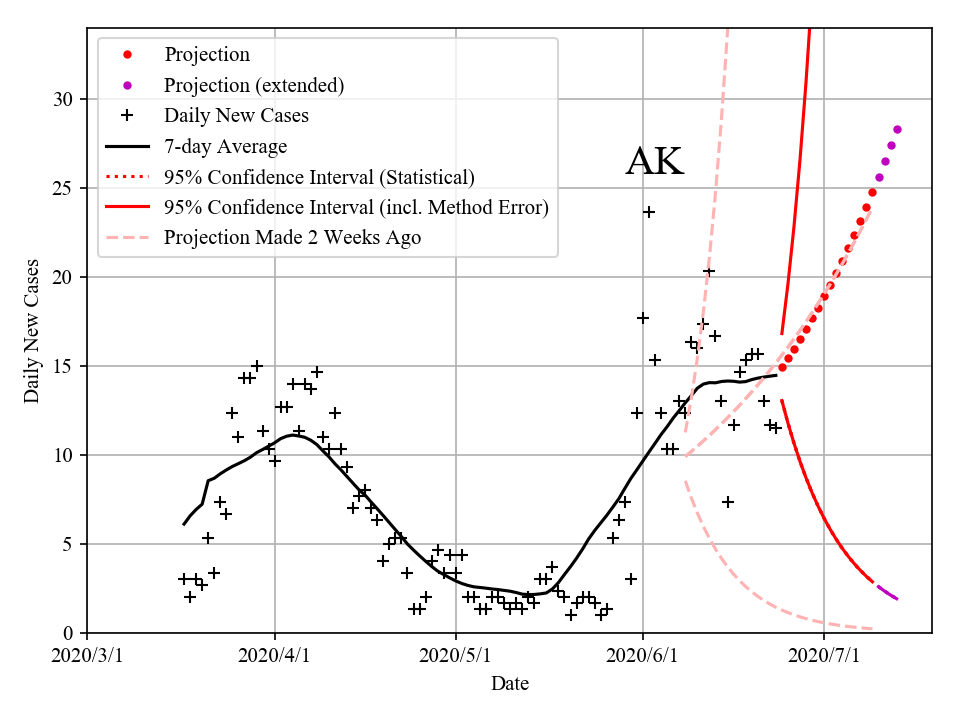 Projection
Projection (extended)
Daily New Cases
7-day Average
95% Confidence Interval (Statistical)
95% Confidence Interval (incl. Method Error)
Projection Made 2 Weeks Ago
AK
30
25
20
15
10
5
0
Daily New Cases
2020/3/1 2020/4/1 2020/5/1 2020/6/1 2020/7/1
Date